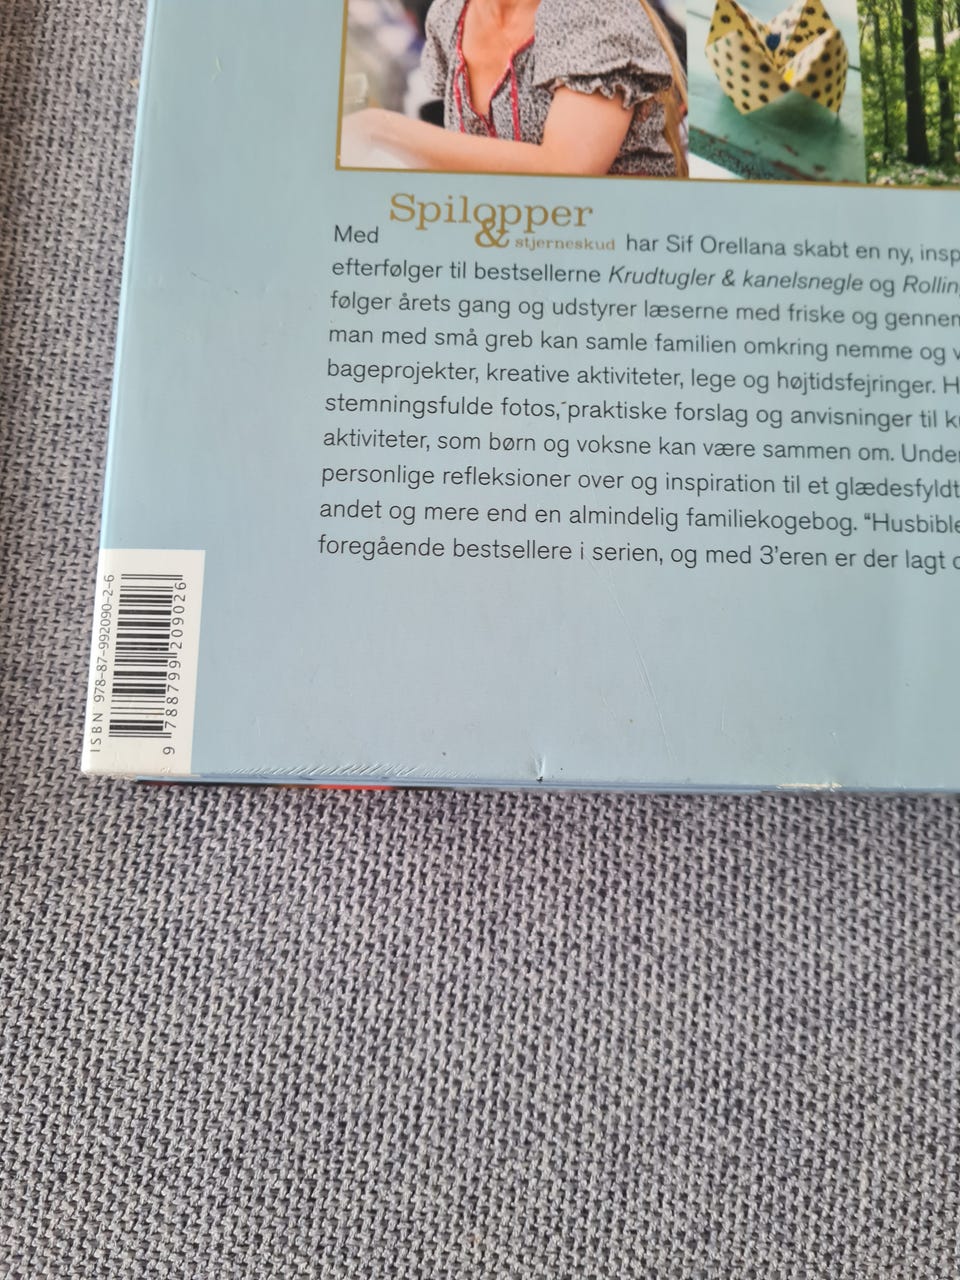 Spilopper
& stjerneskud
Med har Sif Orellana skabt en ny, insp
efterfølger til bestsellerne Krudtugler & kanelsnegle og Rollin
følger årets gang og udstyrer læserne med friske og gennem
man med små greb kan samle familien omkring nemme og v
bageprojekter, kreative aktiviteter, lege og højtidsfejringer. H
stemningsfulde fotos, praktiske forslag og anvisninger til k
aktiviteter, som børn og voksne kan være sammen om. Under
personlige refleksioner over og inspiration til et glædesfyldt
andet og mere end en almindelig familiekogebog. "Husbible
foregående bestsellere i serien, og med 3'eren er der lagt
ISBN 978-87-992090-2-6
9 788799 209026